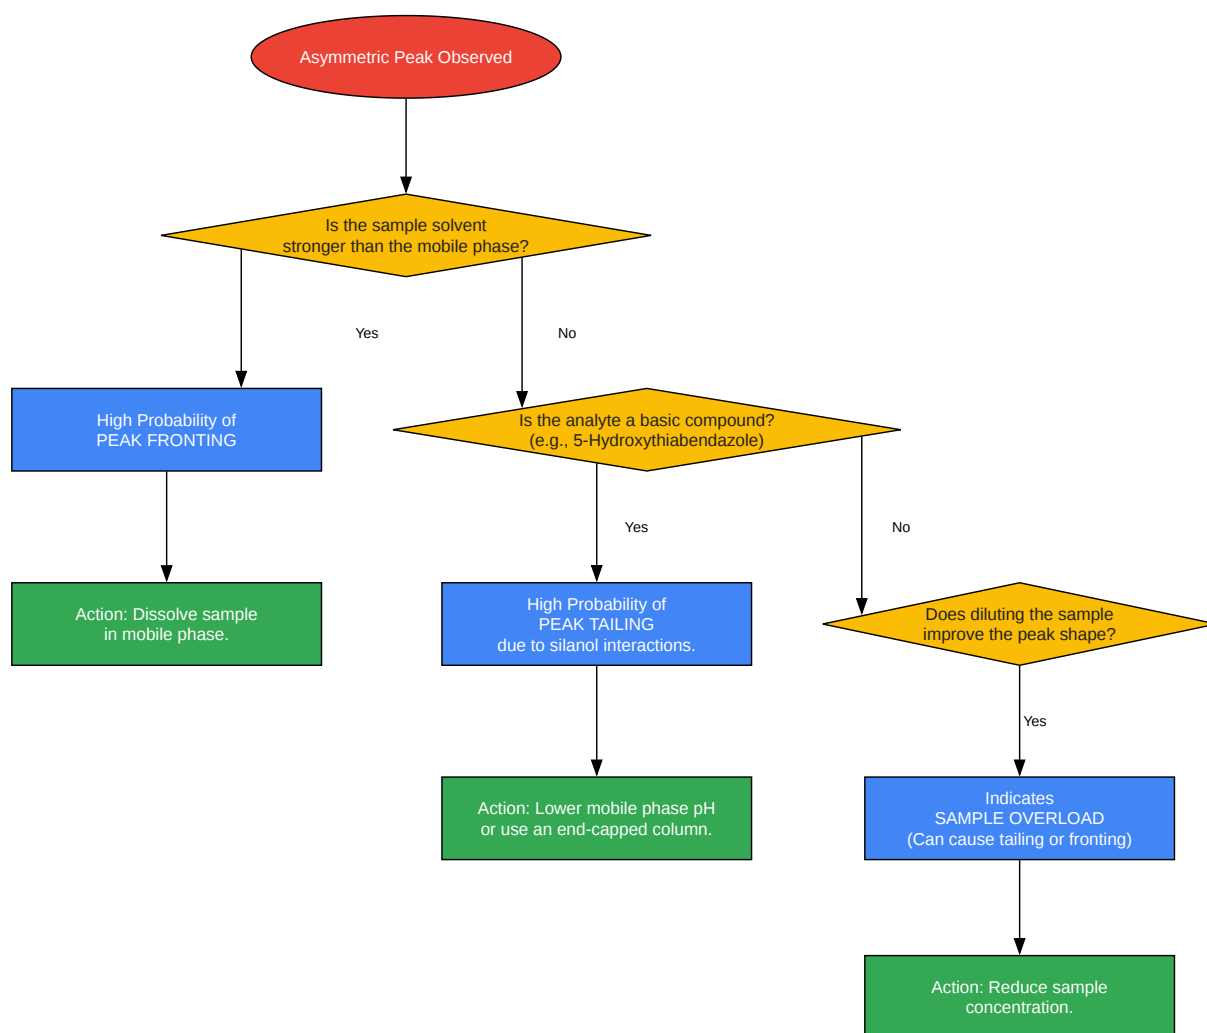 Asymmetric Peak Observed
Is the sample solvent
stronger than the mobile phase?
Yes
No
High Probability of
PEAK FRONTING
Is the analyte a basic compound?
(e.g., 5-Hydroxythiabendazole)
Yes
No
Action: Dissolve sample
in mobile phase.
High Probability of
PEAK TAILING
due to silanol interactions.
Does diluting the sample
improve the peak shape?
Yes
Action: Lower mobile phase pH
or use an end-capped column.
Indicates
SAMPLE OVERLOAD
(Can cause tailing or fronting)
Action: Reduce sample
concentration.